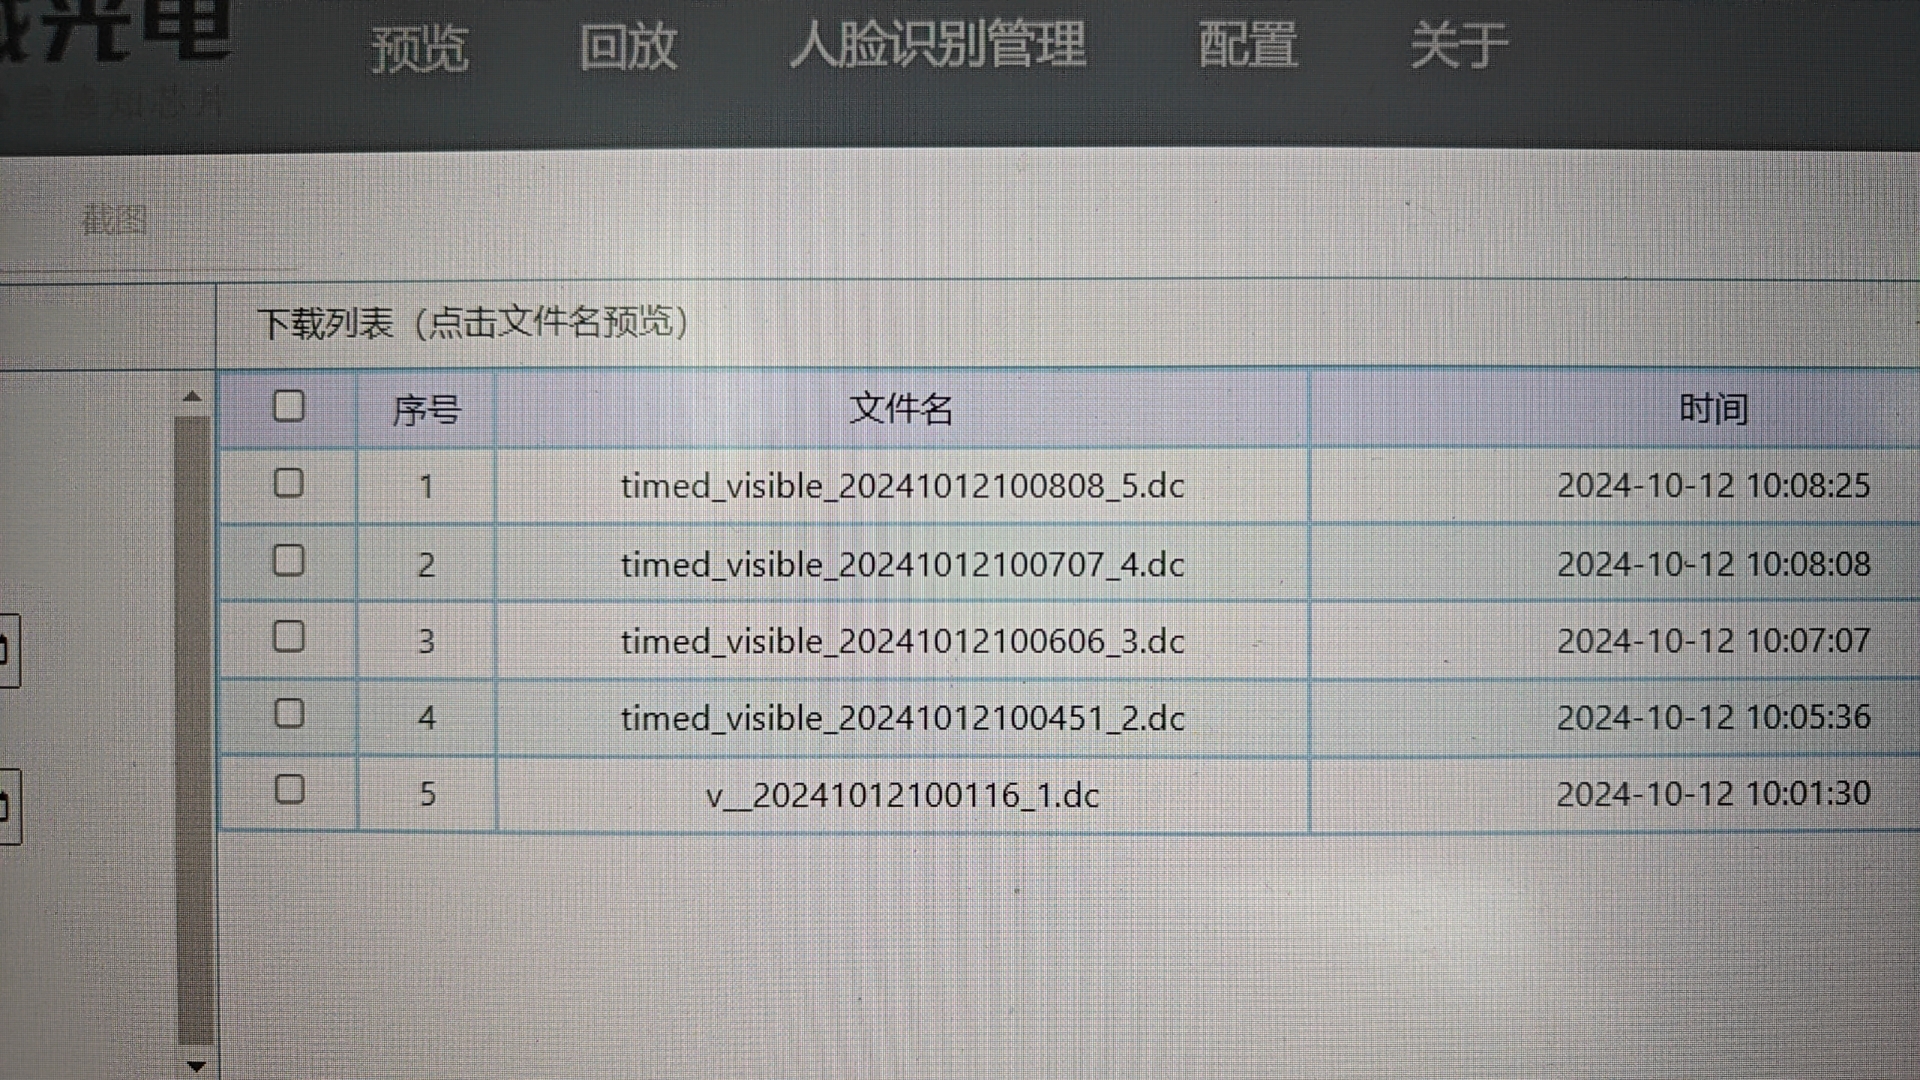 光电 预览 回放 人脸识别管理 配置 关于
感知芯片
截图
下载列表（点击文件名预览）
序号 文件名 时间
1 timed_visible_20241012100808_5.dc 2024-10-12 10:08:25
2 timed_visible_20241012100707_4.dc 2024-10-12 10:08:08
3 timed_visible_20241012100606_3.dc 2024-10-12 10:07:07
4 timed_visible_20241012100451_2.dc 2024-10-12 10:05:36
5 v__20241012100116_1.dc 2024-10-12 10:01:30